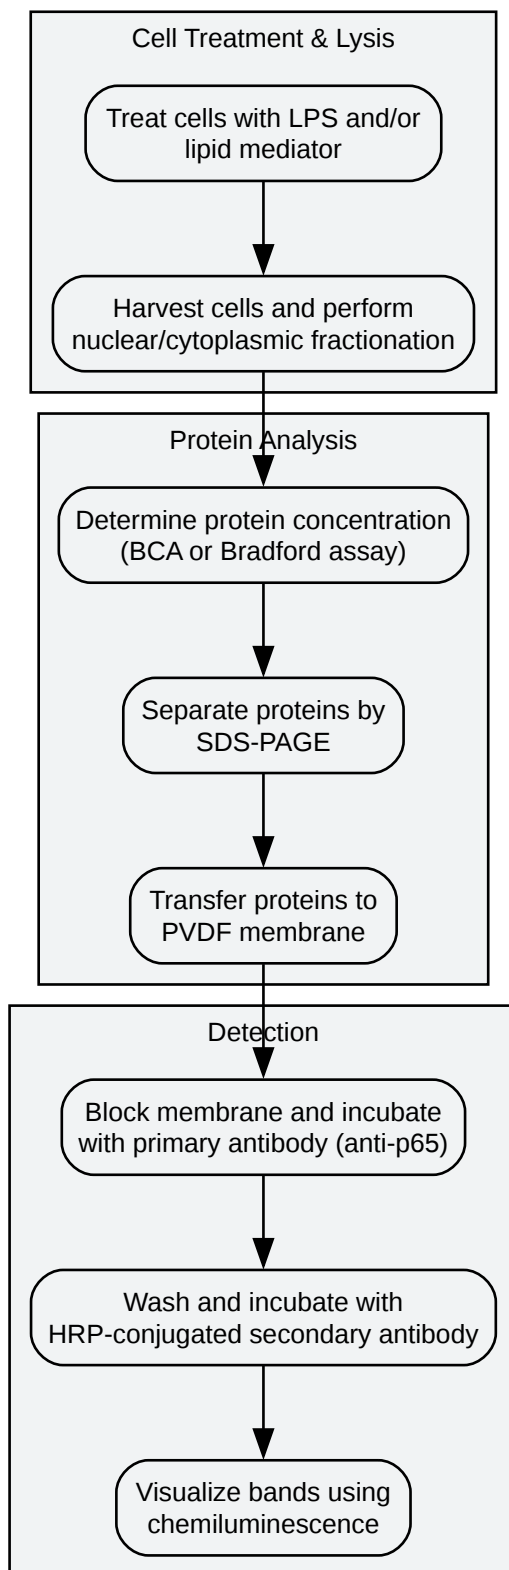 Cell Treatment & Lysis
Treat cells with LPS and/or
lipid mediator
Harvest cells and perform
nuclear/cytoplasmic fractionation
Protein Analysis
Determine protein concentration
(BCA or Bradford assay)
Separate proteins by
SDS-PAGE
Transfer proteins to
PVDF membrane
Detection
Block membrane and incubate
with primary antibody (anti-p65)
Wash and incubate with
HRP-conjugated secondary antibody
Visualize bands using
chemiluminescence